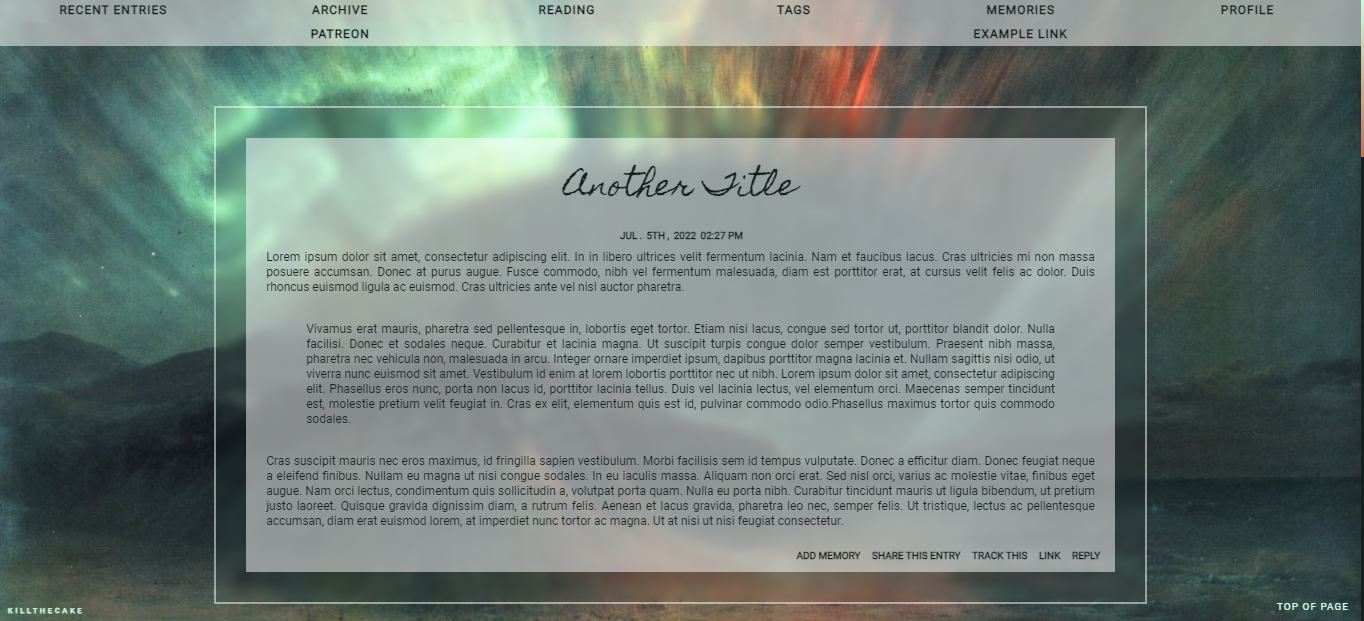 RECENT ENTRIES ARCHIVE READING TAGS MEMORIES PROFILE
PATREON EXAMPLE LINK
Another Title
JUL. 5TH, 2022 02:27 PM
Lorem ipsum dolor sit amet, consectetur adipiscing elit. In in libero ultrices velit fermentum lacinia. Nam et faucibus lacus. Cras ultricies mi non massa
posuere accumsan. Donec at purus augue. Fusce commodo, nibh vel fermentum malesuada, diam est porttitor erat, at cursus velit felis ac dolor. Duis
rhoncus euismod ligula ac euismod. Cras ultricies ante vel nisl auctor pharetra.
Vivamus erat mauris, pharetra sed pellentesque in, lobortis eget tortor. Etiam nisi lacus, congue sed tortor ut, porttitor blandit dolor. Nulla
facilisi. Donec et sodales neque. Curabitur et lacinia magna. Ut suscipit turpis congue dolor semper vestibulum. Praesent nibh massa,
pharetra nec vehicula non, malesuada in arcu. Integer ornare imperdiet ipsum, dapibus porttitor magna lacinia et. Nullam sagittis nisi odio, ut
viverra nunc euismod sit amet. Vestibulum id enim at lorem lobortis porttitor nec ut nibh. Lorem ipsum dolor sit amet, consectetur adipiscing
elit. Phasellus eros nunc, porta non lacus id, porttitor lacinia tellus. Duis vel lacinia lectus, vel elementum orci. Maecenas semper tincidunt
est, molestie pretium velit feugiat in. Cras ex elit, elementum quis est id, pulvinar commodo odio.Phasellus maximus tortor quis commodo
sodales.
Cras suscipit mauris nec eros maximus, id fringilla sapien vestibulum. Morbi facilisis sem id tempus vulputate. Donec a efficitur diam. Donec feugiat neque
a eleifend finibus. Nullam eu magna ut nisi congue sodales. In eu iaculis massa. Aliquam non orci erat. Sed nisl orci, varius ac molestie vitae, finibus eget
augue. Nam orci lectus, condimentum quis sollicitudin a, volutpat porta quam. Nulla eu porta nibh. Curabitur tincidunt mauris ut ligula bibendum, ut pretium
justo laoreet. Quisque gravida dignissim diam, a rutrum felis. Aenean et lacus gravida, pharetra leo nec, semper felis. Ut tristique, lectus ac pellentesque
accumsan, diam erat euismod lorem, at imperdiet nunc tortor ac magna. Ut at nisi ut nisi feugiat consectetur.
ADD MEMORY SHARE THIS ENTRY TRACK THIS LINK REPLY
KILLTHECAKE
TOP OF PAGE